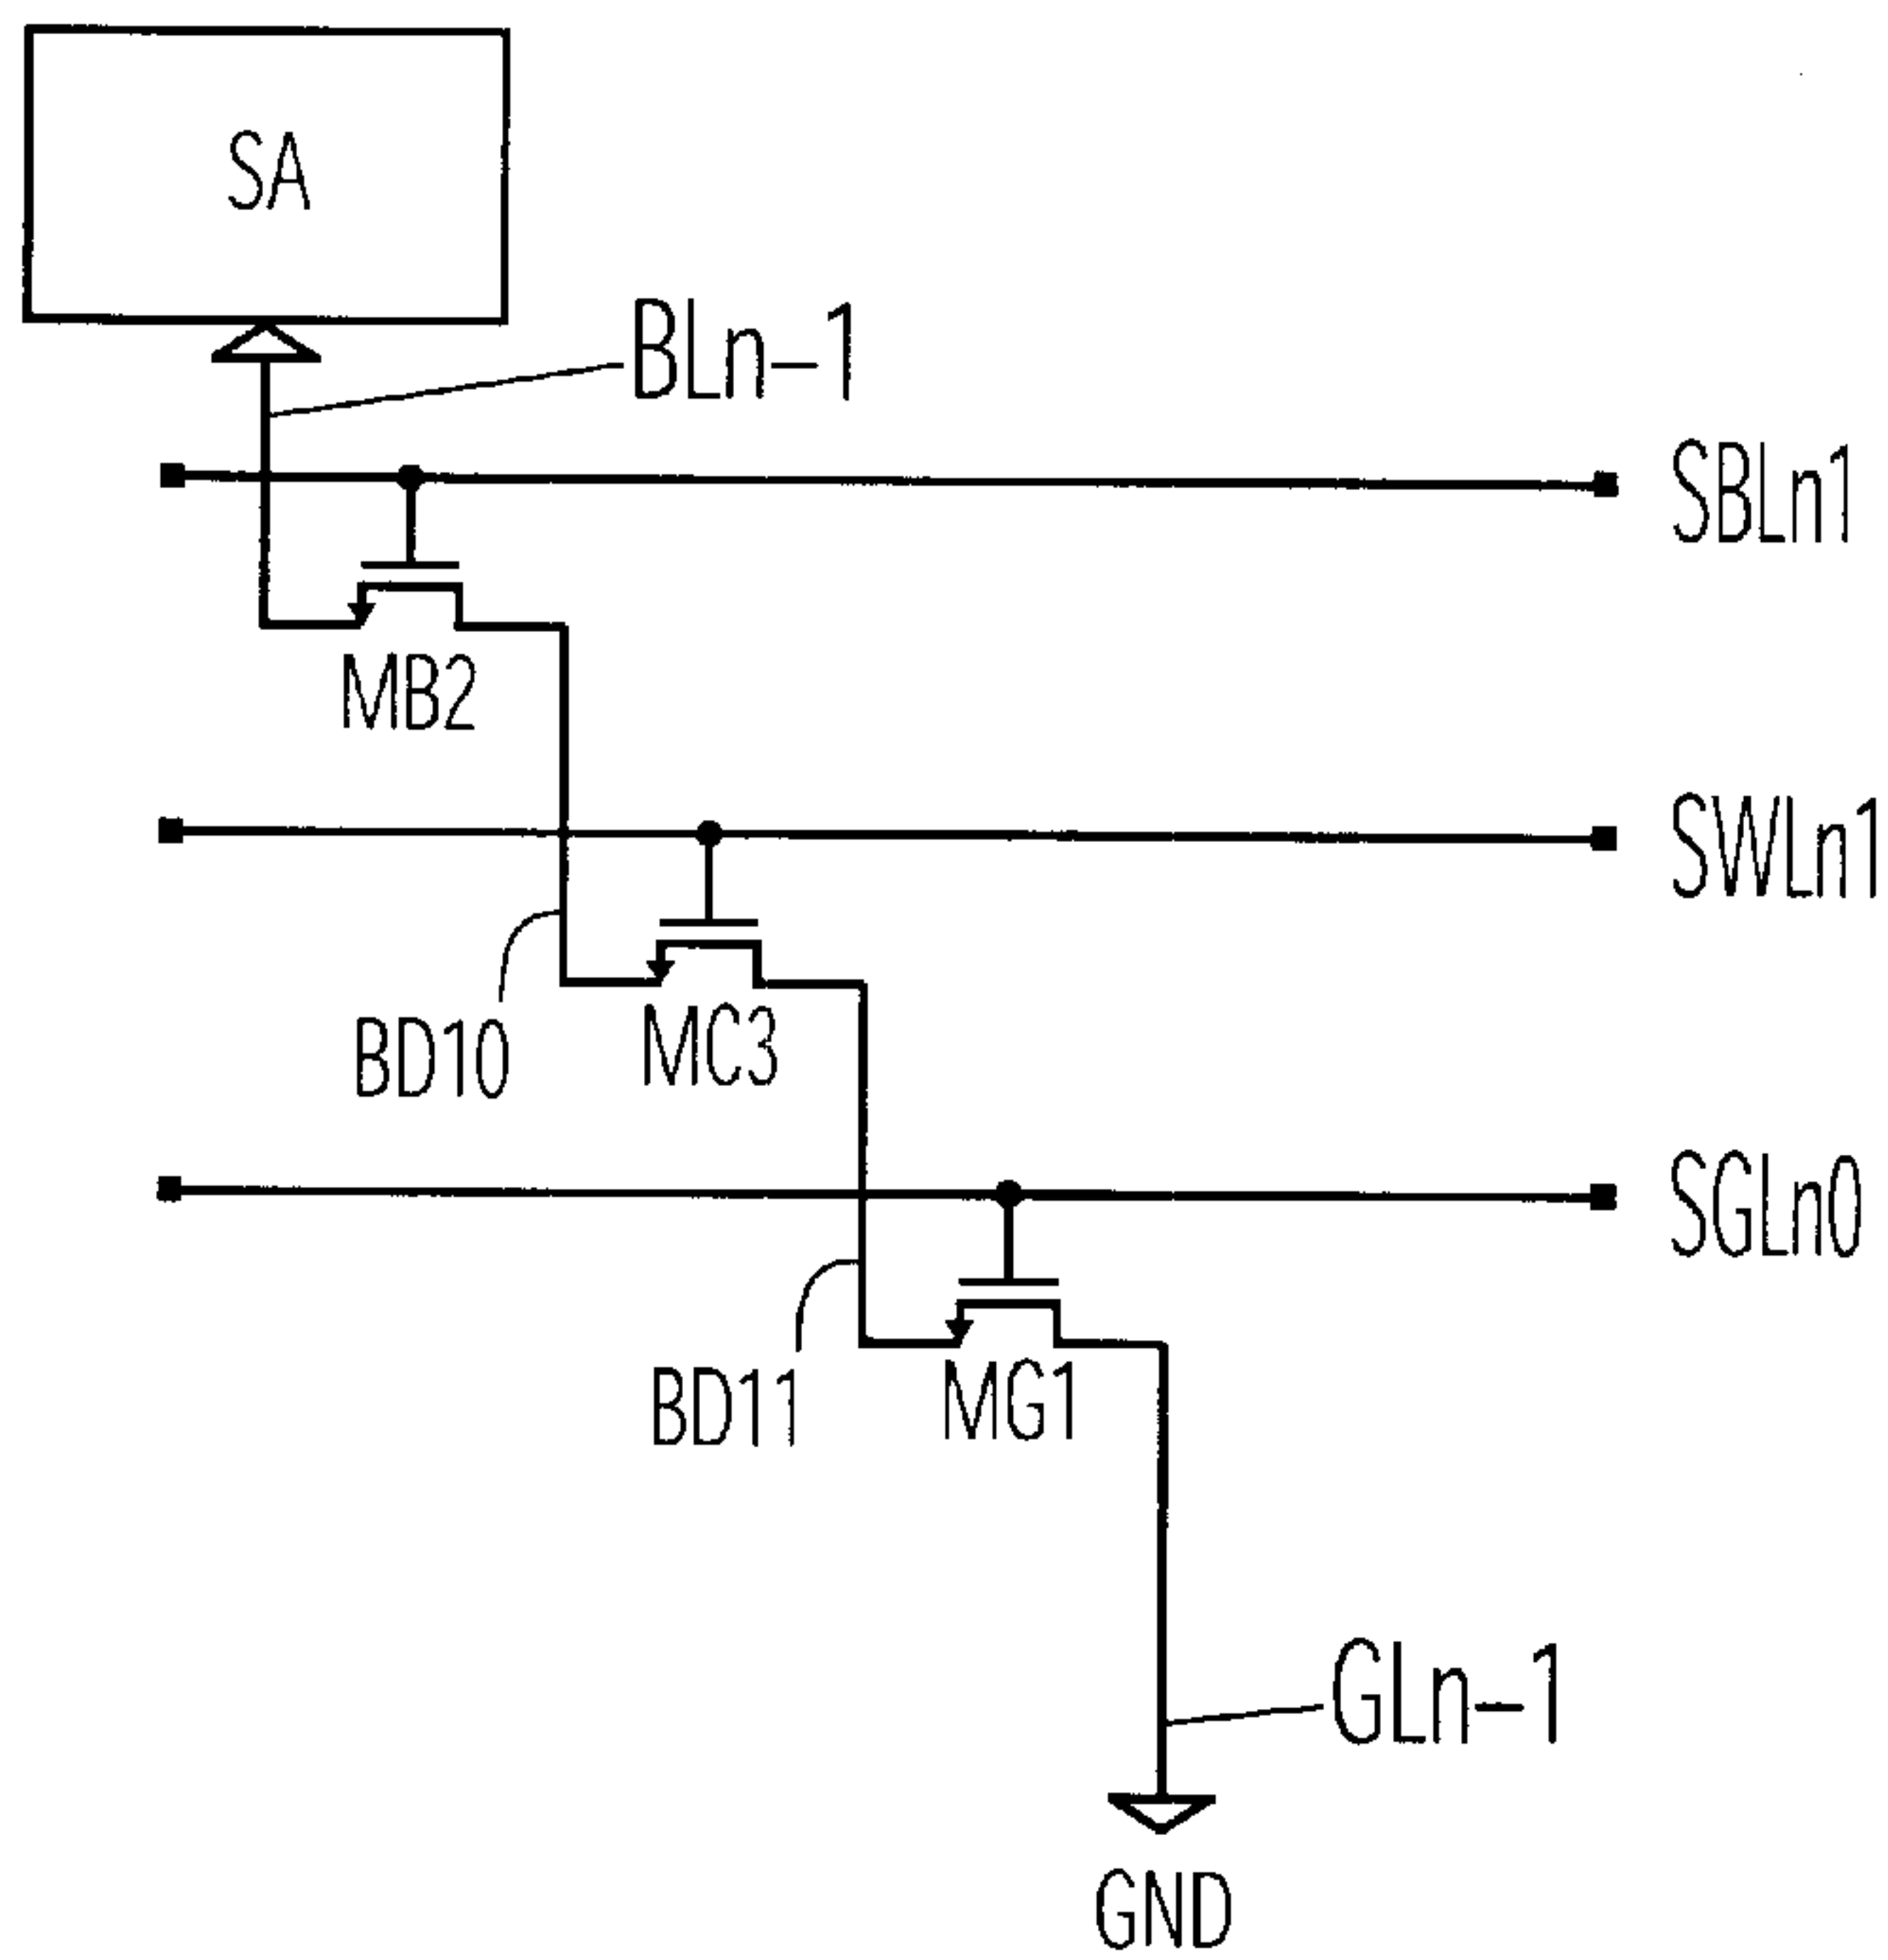 SA
BLn-1
SBLn1
MB2
SWLn1
BD10
MC3
SGLn0
BD11
MG1
GLn-1
GND